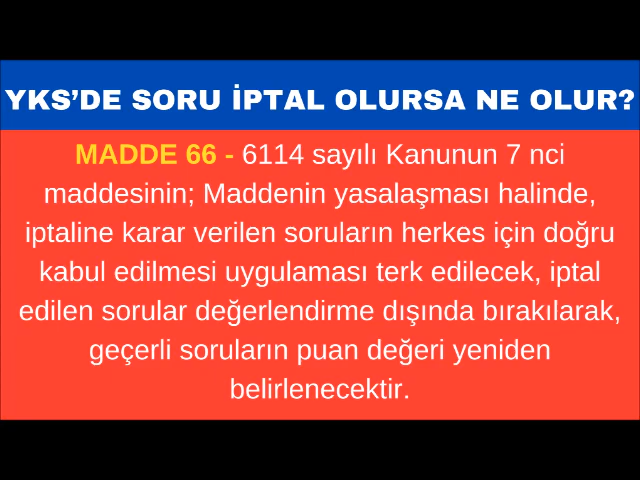 YKS’DE SORU İPTAL OLURSA NE OLUR?
MADDE 66 - 6114 sayılı Kanunun 7 nci
maddesinin; Maddenin yasalaşması halinde,
iptaline karar verilen soruların herkes için doğru
kabul edilmesi uygulaması terk edilecek, iptal
edilen sorular değerlendirme dışında bırakılarak,
geçerli soruların puan değeri yeniden
belirlenecektir.